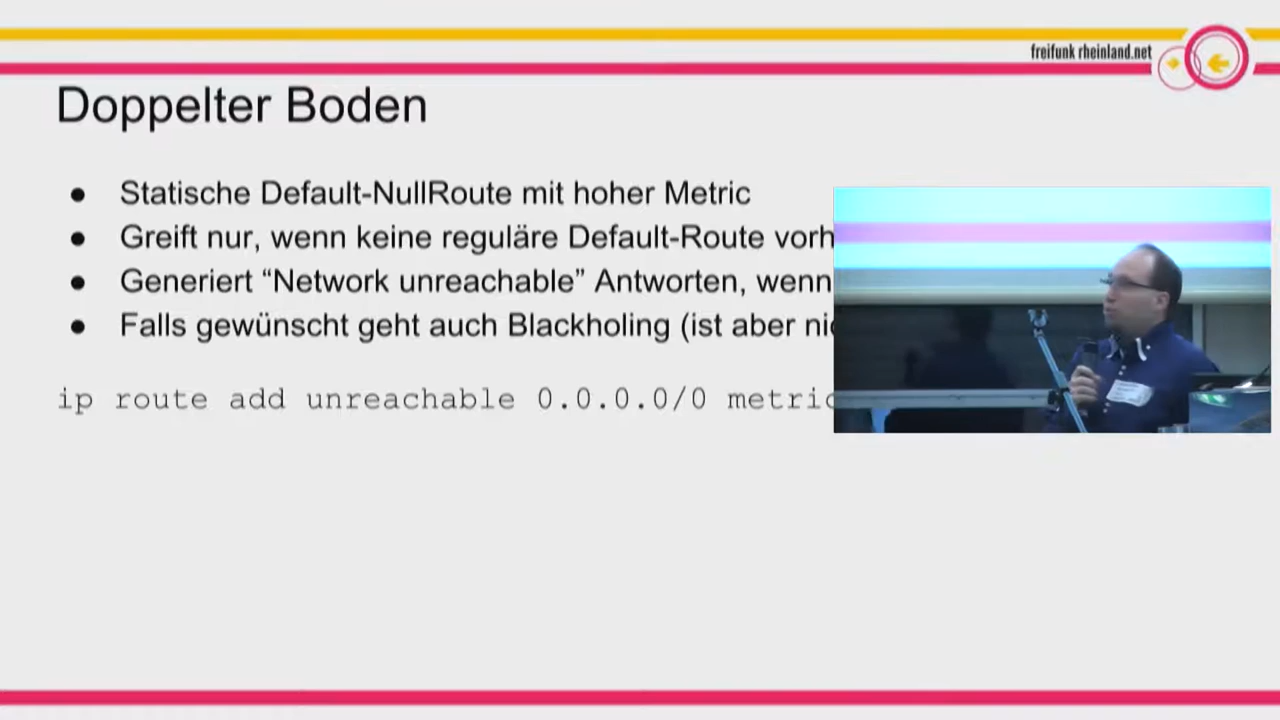 freifunk rheinland.net
Doppelter Boden
● Statische Default-NullRoute mit hoher Metric
● Greift nur, wenn keine reguläre Default-Route
● Generiert “Network unreachable” Antworten, wenn
● Falls gewünscht geht auch Blackholing (ist aber
ip route add unreachable 0.0.0.0/0 metric